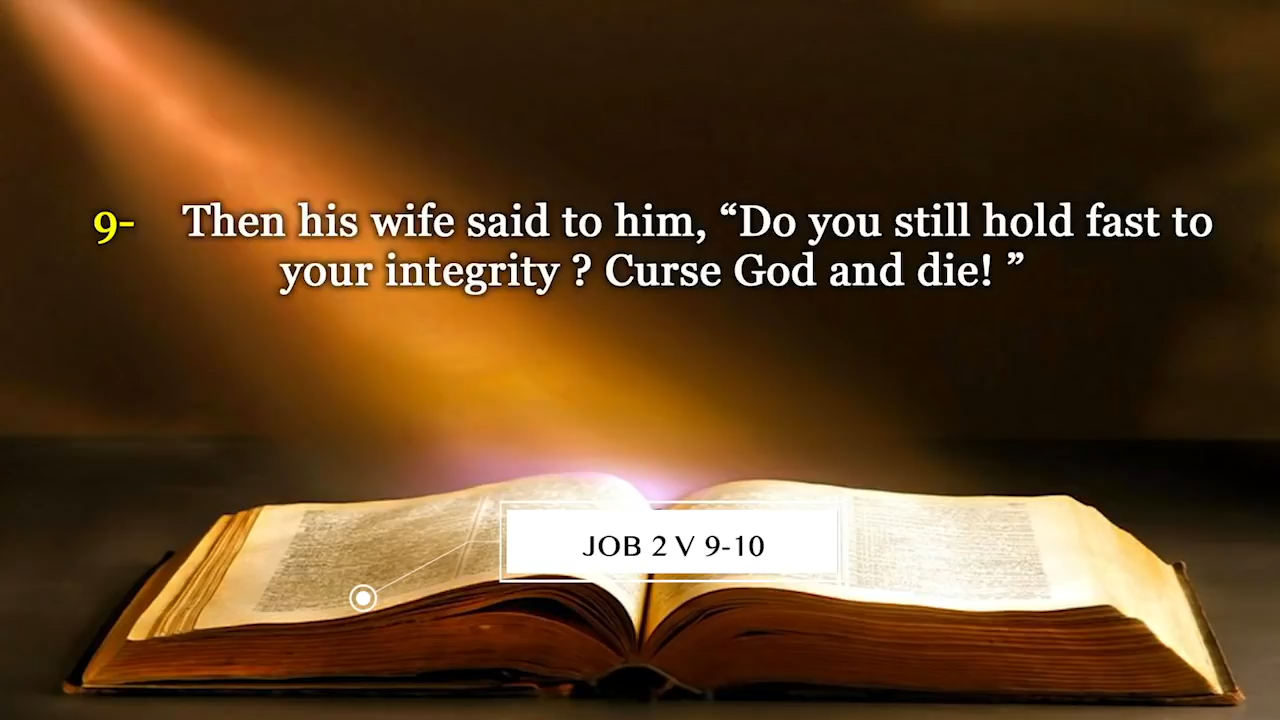 9- Then his wife said to him, “Do you still hold fast to
your integrity ? Curse God and die! ”
JOB 2 V 9-10